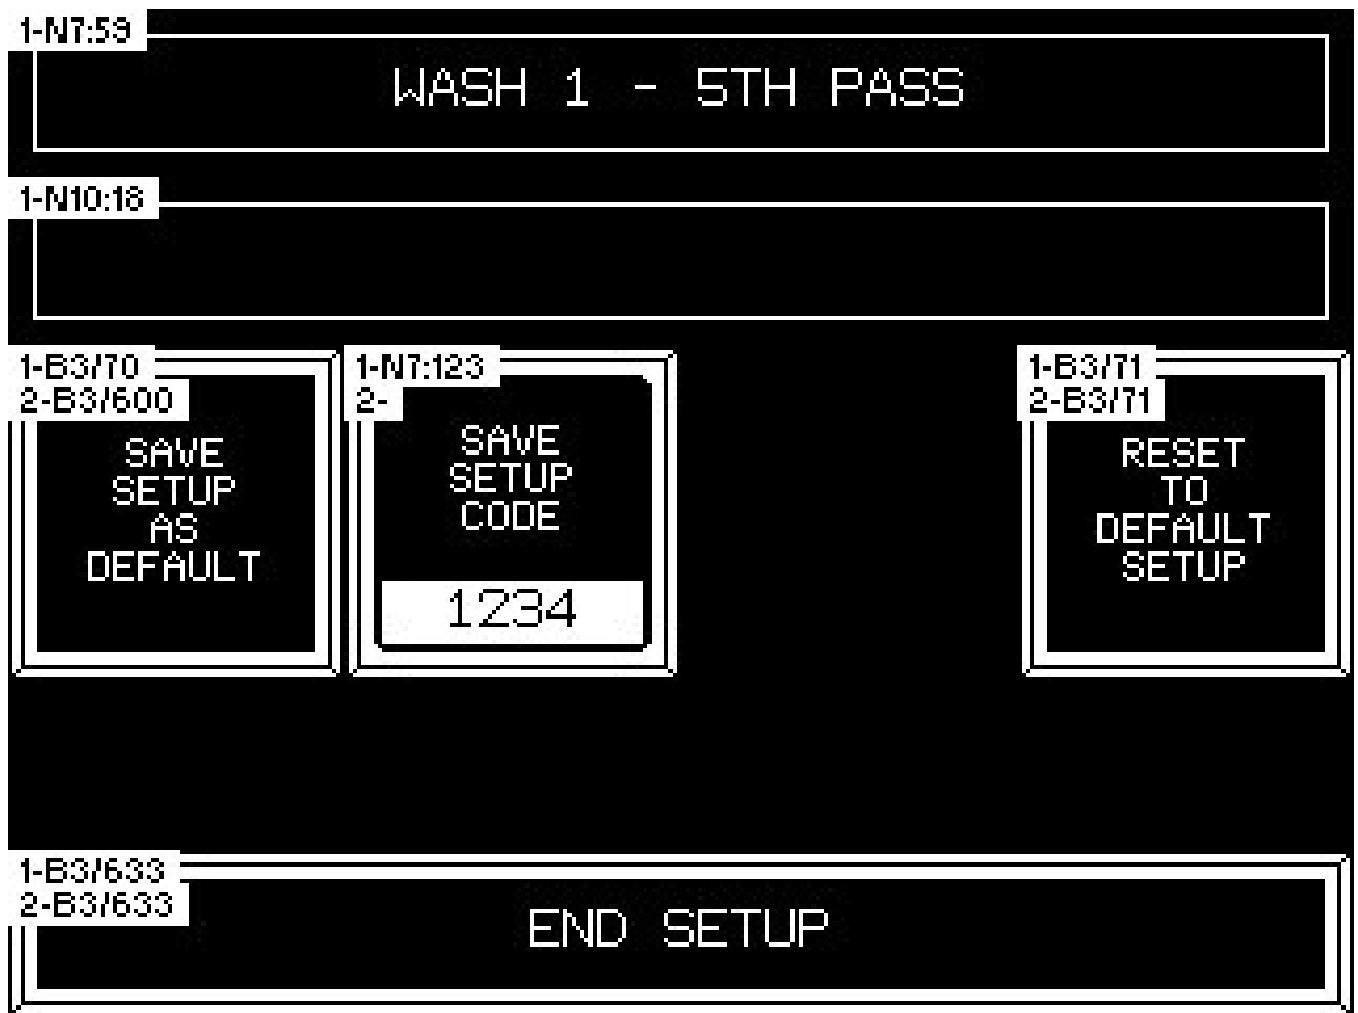 1-N7:59
WASH 1 - 5TH PASS
1-N10:18
1-B3/70
2-B3/600
SAVE
SETUP
AS
DEFAULT
1-N7:123
2-
SAVE
SETUP
CODE
1234
1-B3/71
2-B3/71
RESET
TO
DEFAULT
SETUP
1-B3/633
2-B3/633
END SETUP